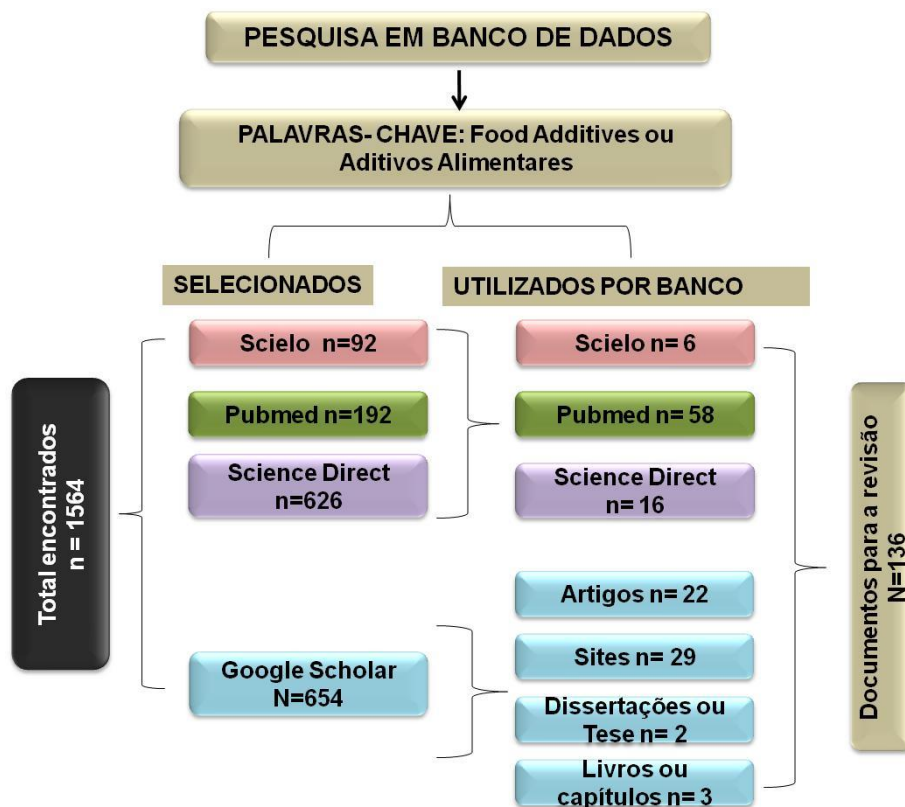 PESQUISA EM BANCO DE DADOS
PALAVRAS- CHAVE: Food Additives ou
Aditivos Alimentares
SELECIONADOS
UTILIZADOS POR BANCO
Total encontrados
n = 1564
Scielo n=92
Pubmed n=192
Science Direct
n=626
Google Scholar
N=654
Scielo n= 6
Pubmed n= 58
Science Direct
n= 16
Artigos n= 22
Sites n= 29
Dissertações ou
Tese n= 2
Livros ou
capítulos n= 3
Documentos para a revisão
N=136